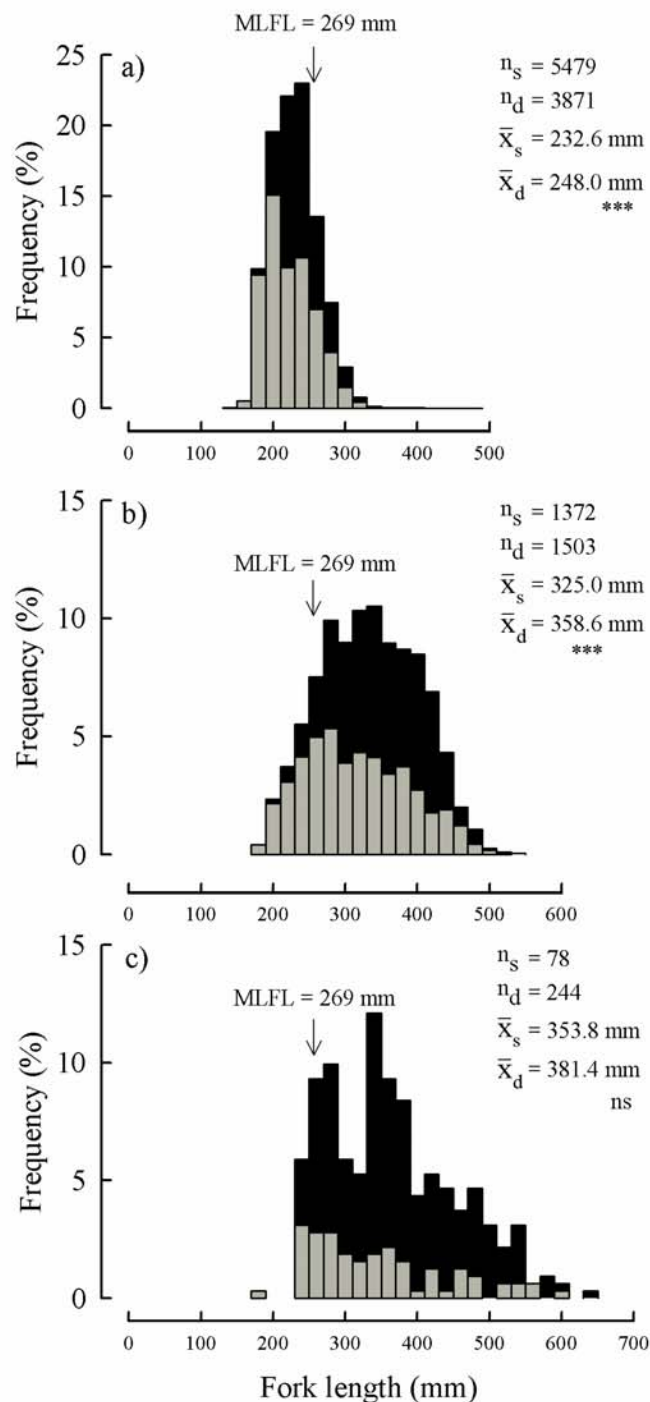 MLFL = 269 mm
a)
n_s = 5479
n_d = 3871
x̄_s = 232.6 mm
x̄_d = 248.0 mm
***
Frequency (%)
25
20
15
10
5
0
0 100 200 300 400 500
b)
MLFL = 269 mm
n_s = 1372
n_d = 1503
x̄_s = 325.0 mm
x̄_d = 358.6 mm
***
Frequency (%)
15
10
5
0
0 100 200 300 400 500 600
c)
MLFL = 269 mm
n_s = 78
n_d = 244
x̄_s = 353.8 mm
x̄_d = 381.4 mm
ns
Frequency (%)
15
10
5
0
0 100 200 300 400 500 600 700
Fork length (mm)